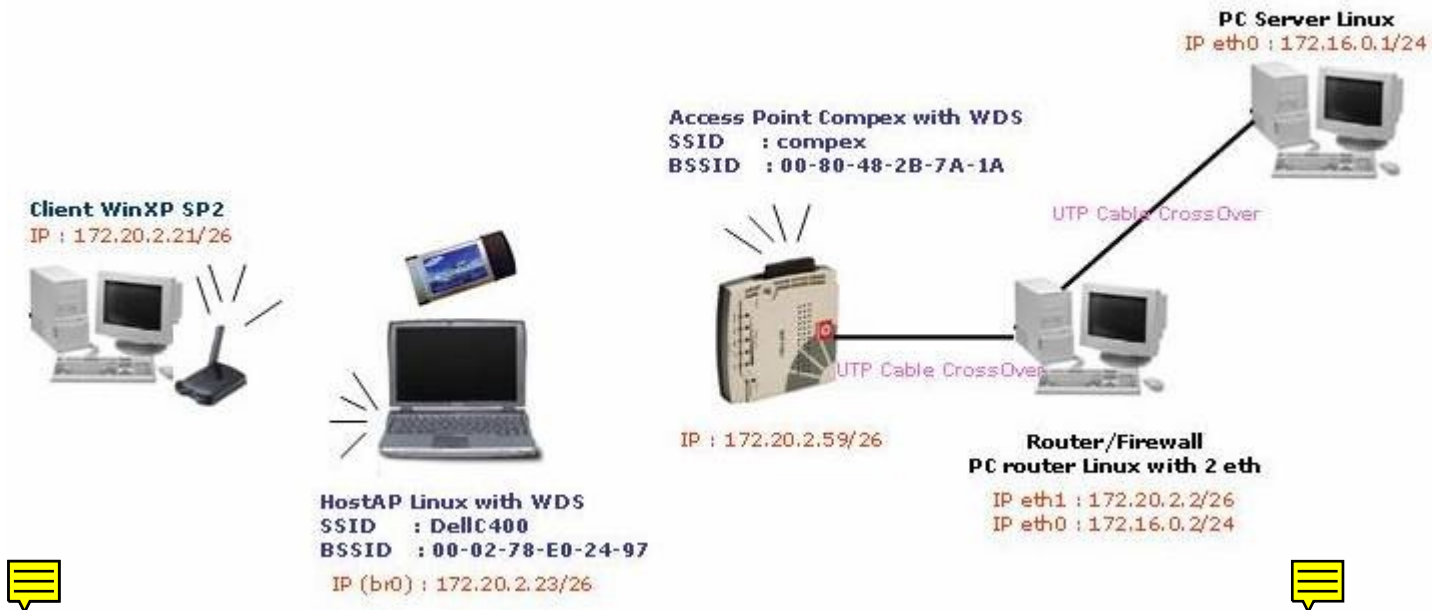 PC Server Linux
IP eth0 : 172.16.0.1/24
Access Point Compex with WDS
SSID : compex
BSSID : 00-80-48-2B-7A-1A
UTP Cable CrossOver
Client WinXP SP2
IP : 172.20.2.21/26
UTP Cable CrossOver
IP : 172.20.2.59/26
Router/Firewall
PC router Linux with 2 eth
IP eth1 : 172.20.2.2/26
IP eth0 : 172.16.0.2/24
HostAP Linux with WDS
SSID : DellC400
BSSID : 00-02-78-E0-24-97
IP (br0) : 172.20.2.23/26